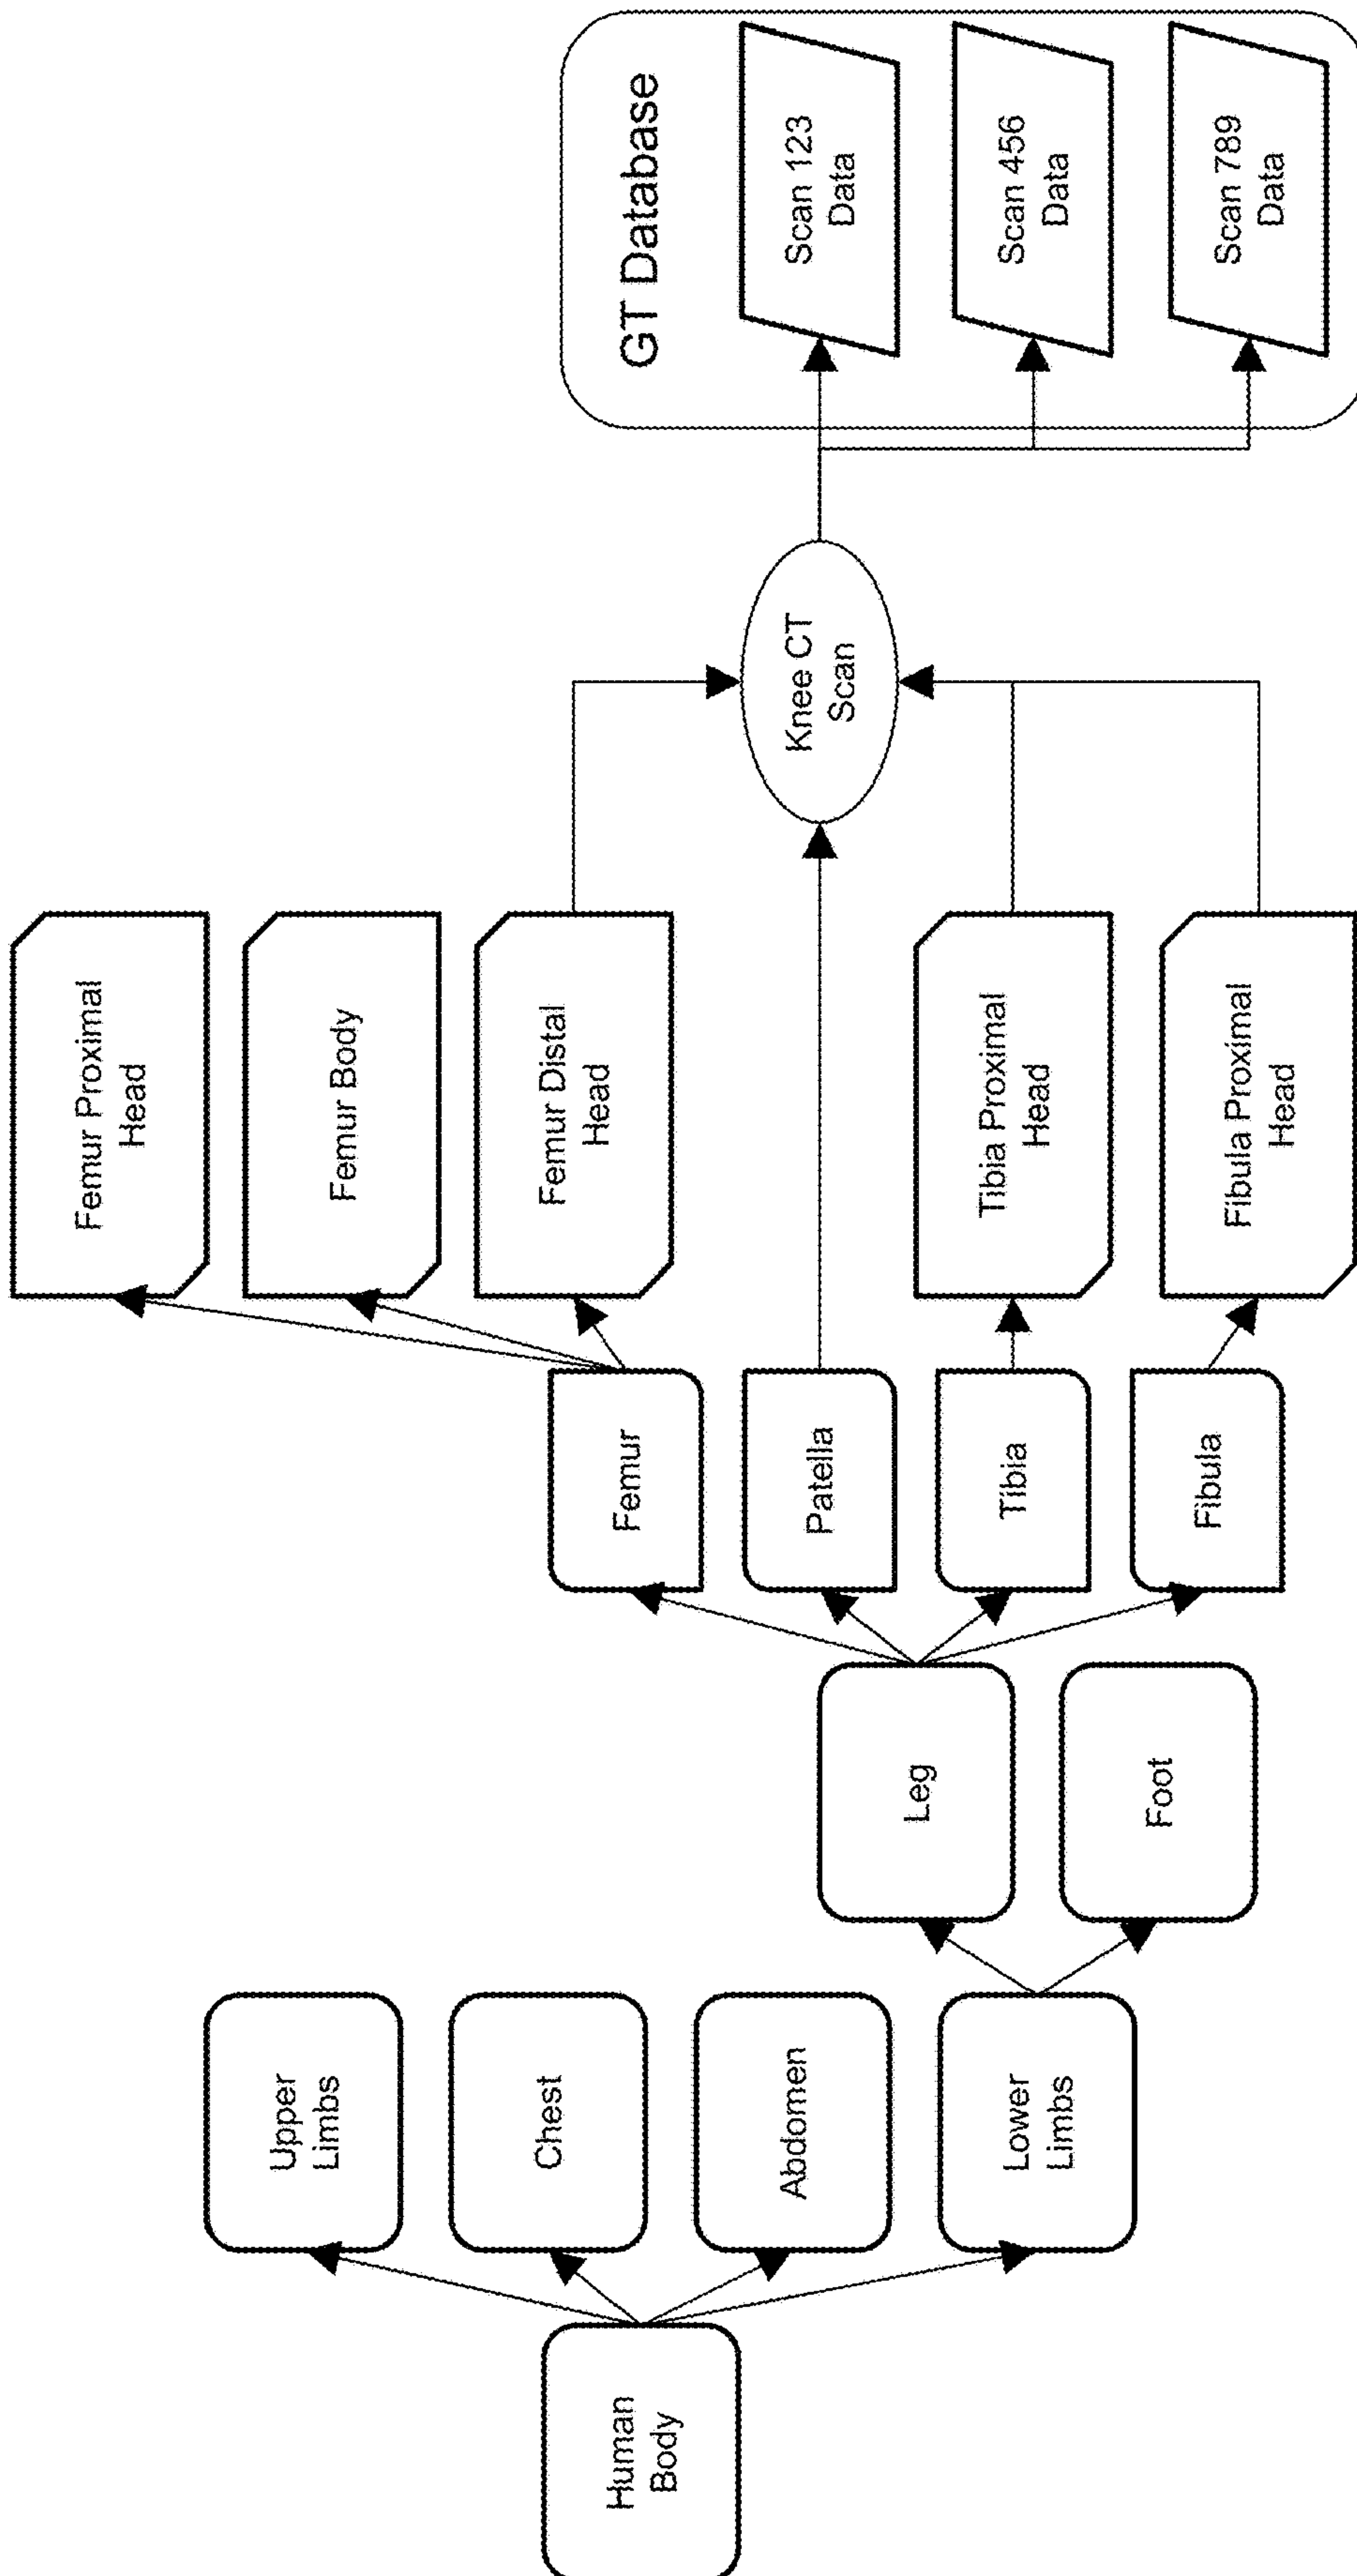 Human
Body
Upper
Limbs
Chest
Abdomen
Lower
Limbs
Leg
Foot
Femur
Patella
Tibia
Fibula
Femur Proximal
Head
Femur Body
Femur Distal
Head
Tibia Proximal
Head
Fibula Proximal
Head
Knee CT
Scan
GT Database
Scan 123
Data
Scan 456
Data
Scan 789
Data